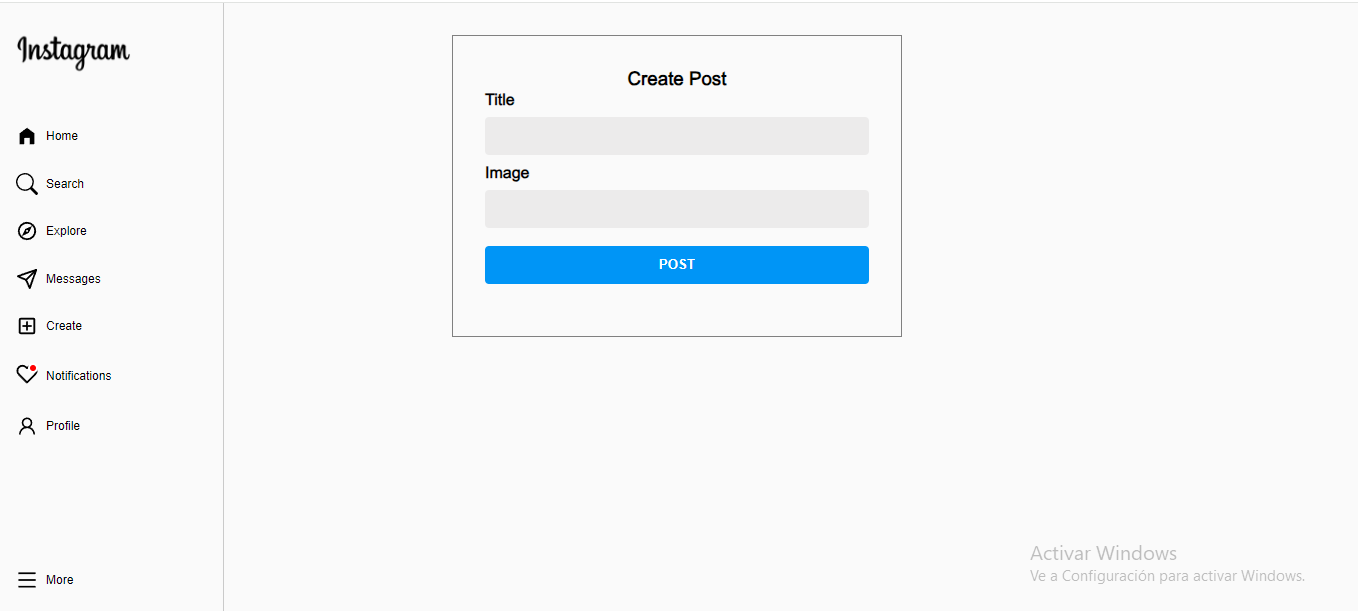 Instagram
Home
Search
Explore
Messages
Create
Notifications
Profile
More
Create Post
Title
Image
POST
Activar Windows
Ve a Configuración para activar Windows.